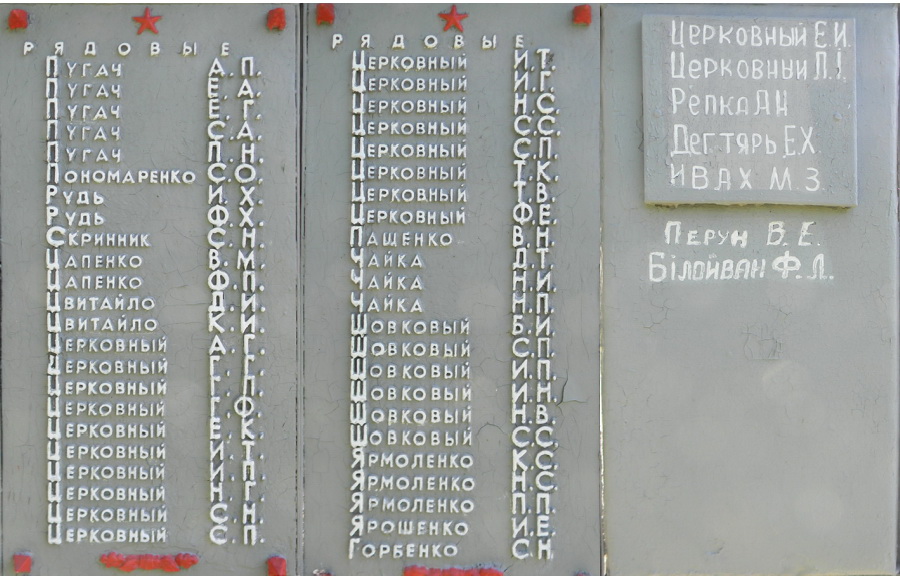 РЯДОВЫЕ
Пугач А.П.
Пугач Е.А.
Пугач Е.Г.
Пугач С.А.
Пугач П.Н.
Пономаренко С.О.
Рудь И.Х.
Рудь Ф.Х.
Скринник С.Н.
Цапенко В.М.
Цапенко Ф.П.
Цвитайло Д.И.
Цвитайло К.И.
Церковный А.Г.
Церковный Г.Г.
Церковный Г.П.
Церковный Г.Ф.
Церковный Е.К.
Церковный И.І.
Церковный И.П.
Церковный Н.Г.
Церковный С.Н.
Церковный С.П.
РЯДОВЫЕ
Церковный И.Т.
Церковный И.Г.
Церковный Н.С.
Церковный С.С.
Церковный С.П.
Церковный Т.К.
Церковный Т.В.
Церковный Ф.Е.
Пащенко В.Н.
Чайка Д.Т.
Чайка Н.И.
Чайка Н.П.
Шовковый Б.И.
Шовковый С.П.
Шовковый И.П.
Шовковый И.Н.
Шовковый Н.В.
Шовковый С.С.
Ярмоленко К.С.
Ярмоленко Н.С.
Ярмоленко П.П.
Ярошенко И.Е.
Горбенко С.Н.
Церковный Е.И.
Церковный П.І.
Репка А Н
Дегтярь Е.Х.
ИВАХ М.З.
Перун В.Е.
Білойван Ф.Л.